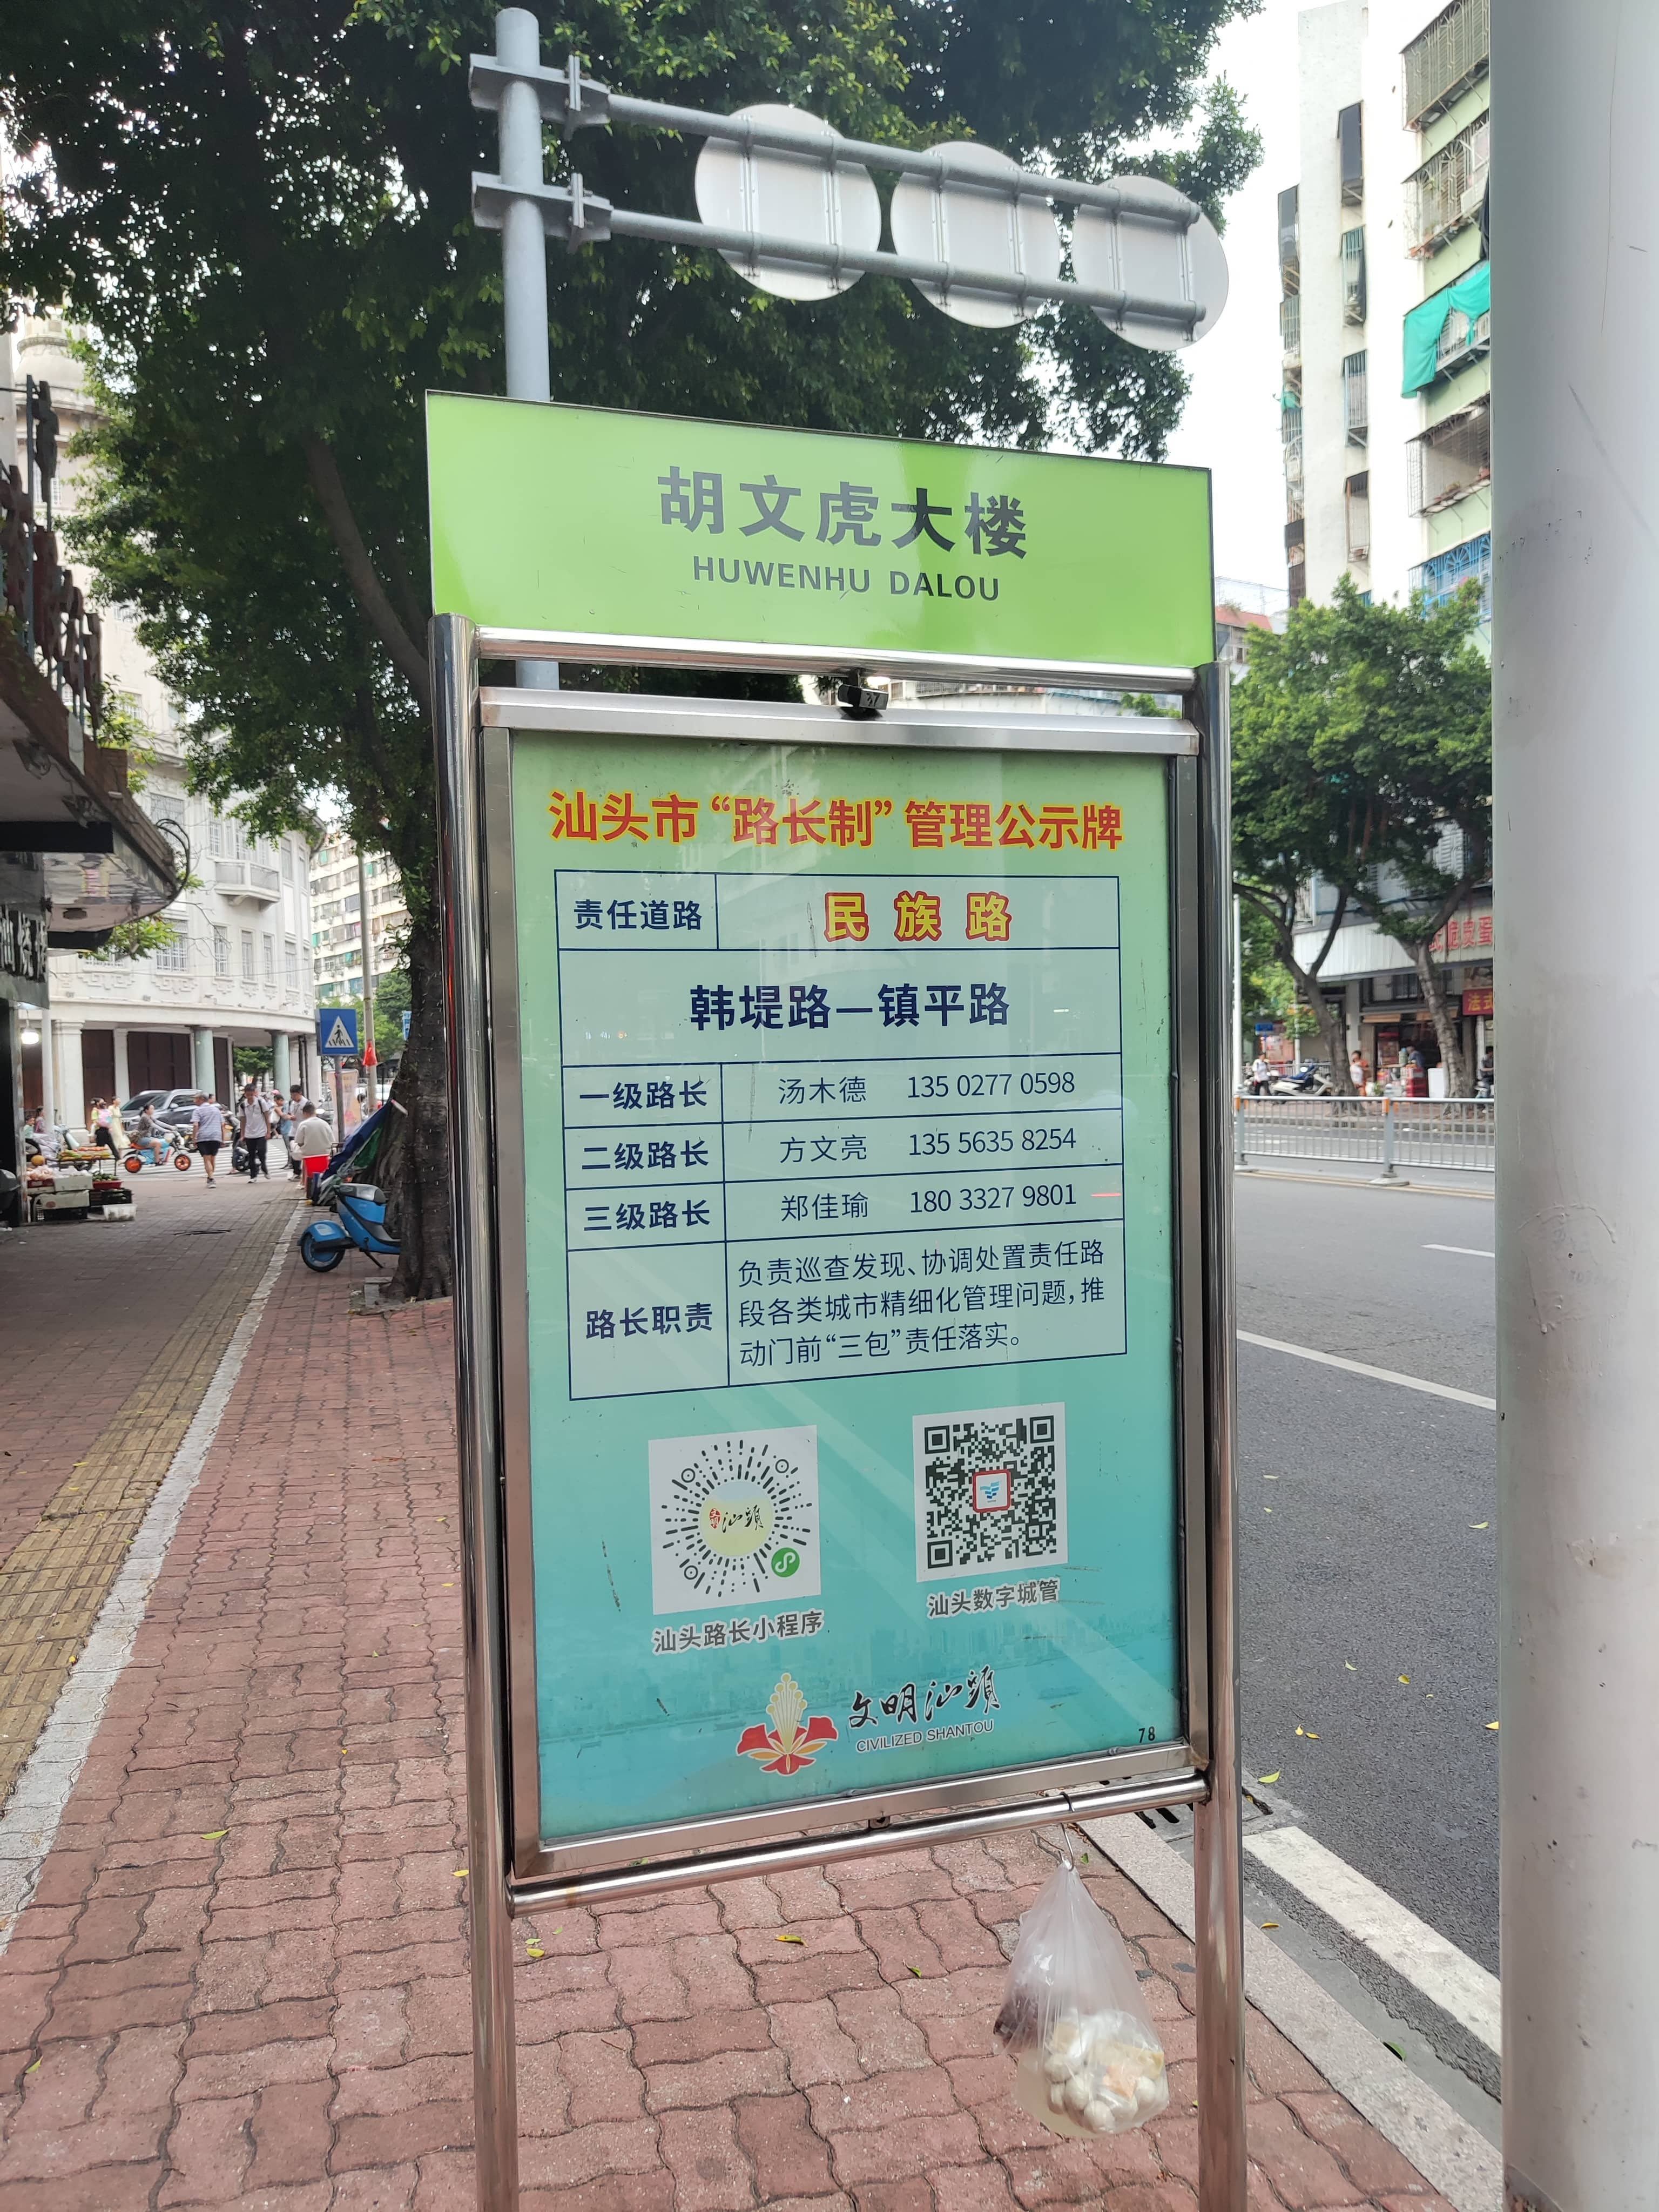 胡文虎大楼
HUWENHU DALOU
汕头市“路长制”管理公示牌
责任道路 民族路
韩堤路—镇平路
一级路长 汤木德 135 0277 0598
二级路长 方文亮 135 5635 8254
三级路长 郑佳瑜 180 3327 9801
路长职责 负责巡查发现、协调处置责任路
段各类城市精细化管理问题，推
动门前“三包”责任落实。
汕頭
汕头路长小程序
汕头数字城管
文明汕頭
CIVILIZED SHANTOU
78